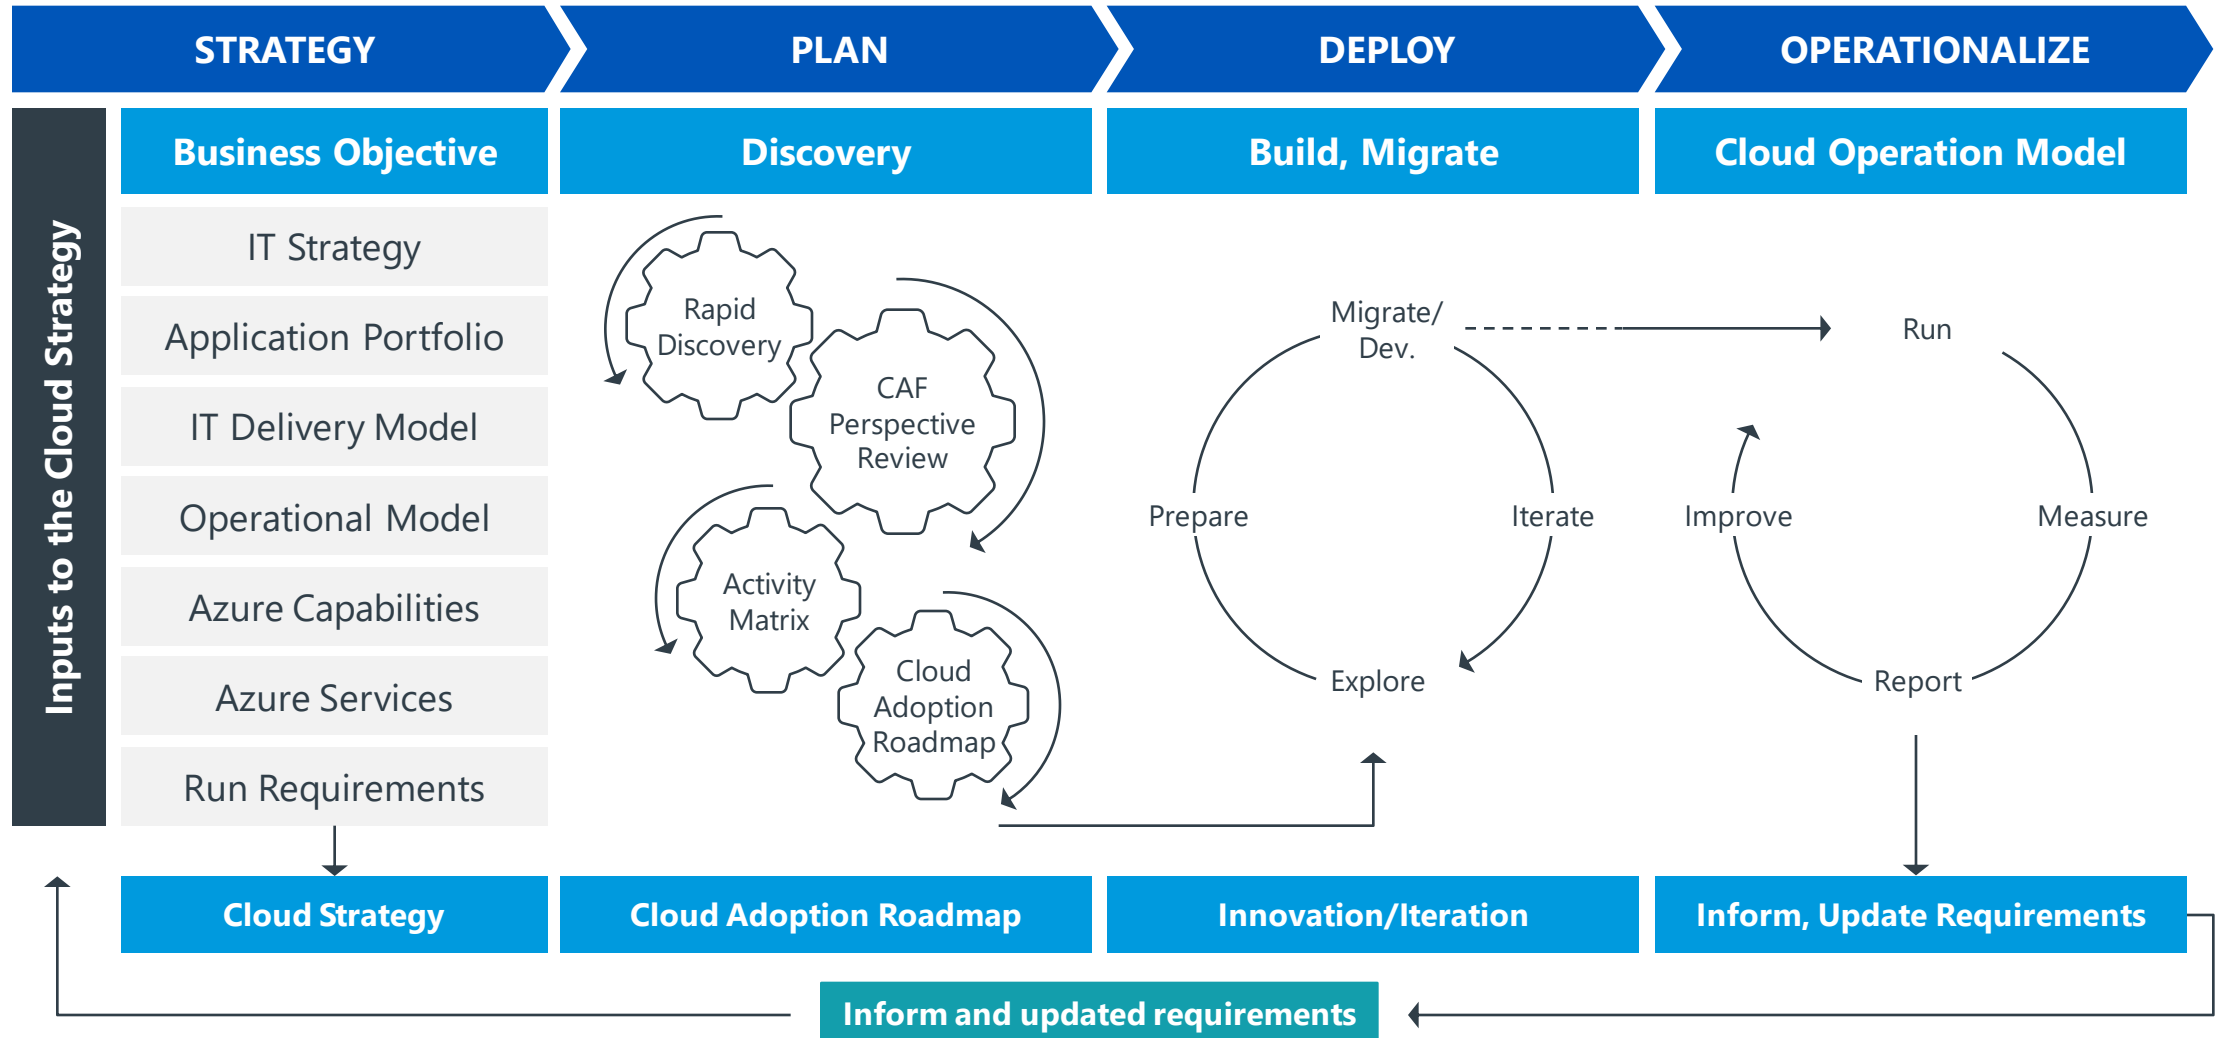 STRATEGY
PLAN
DEPLOY
OPERATIONALIZE
Inputs to the Cloud Strategy
Business Objective
IT Strategy
Application Portfolio
IT Delivery Model
Operational Model
Azure Capabilities
Azure Services
Run Requirements
Cloud Strategy
Discovery
Rapid
Discovery
CAF
Perspective
Review
Activity
Matrix
Cloud
Adoption
Roadmap
Cloud Adoption Roadmap
Build, Migrate
Migrate/
Dev.
Prepare
Iterate
Explore
Innovation/Iteration
Cloud Operation Model
Run
Improve
Measure
Report
Inform, Update Requirements
Inform and updated requirements